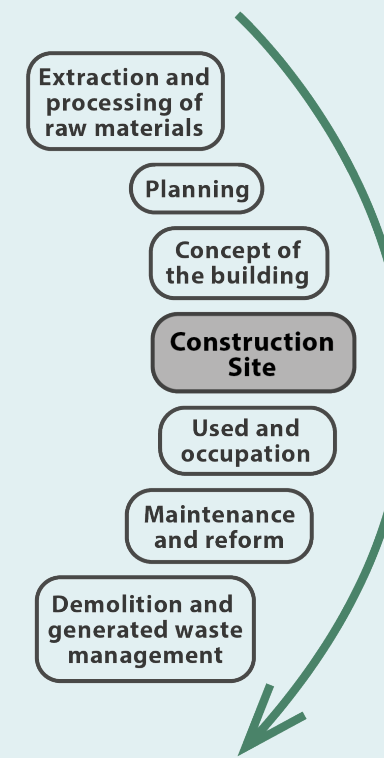 Extraction and
processing of
raw materials
Planning
Concept of
the building
Construction
Site
Used and
occupation
Maintenance
and reform
Demolition and
generated waste
management